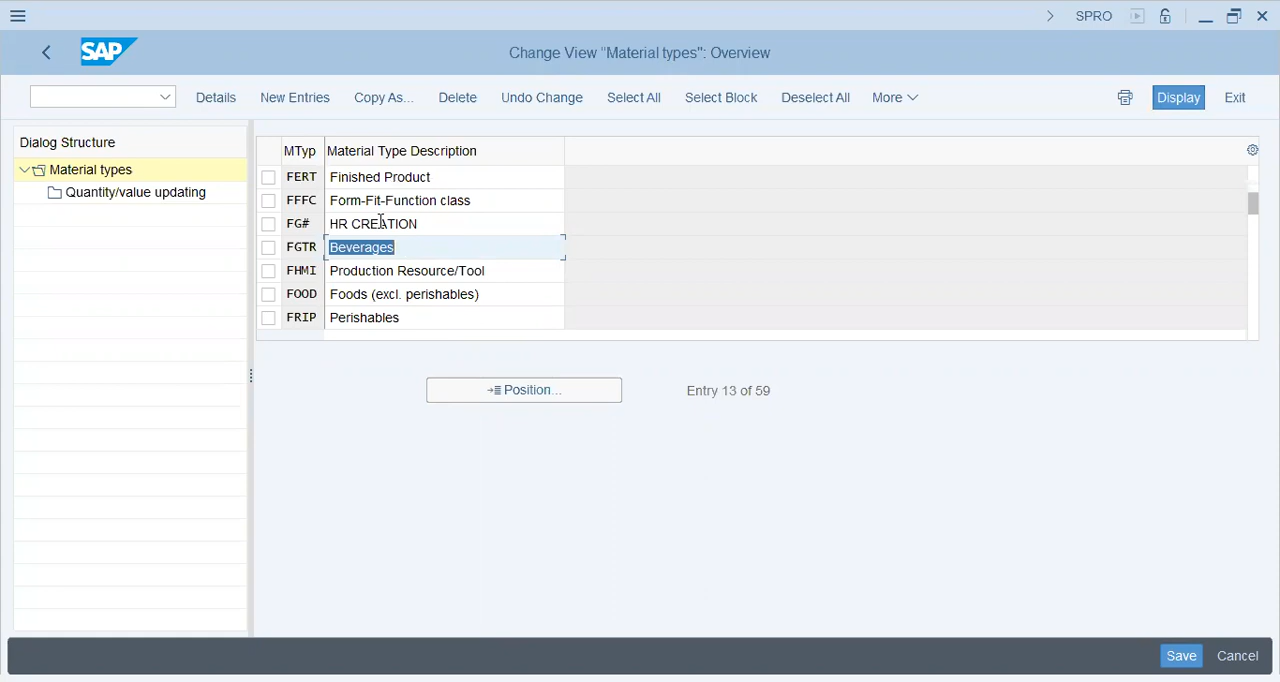 SPRO
SAP
Change View "Material types": Overview
Details New Entries Copy As... Delete Undo Change Select All Select Block Deselect All More Display Exit
Dialog Structure
Material types
Quantity/value updating
MTyp Material Type Description
FERT Finished Product
FFFC Form-Fit-Function class
FG# HR CREATION
FGTR Beverages
FHMI Production Resource/Tool
FOOD Foods (excl. perishables)
FRIP Perishables
Position... Entry 13 of 59
Save Cancel